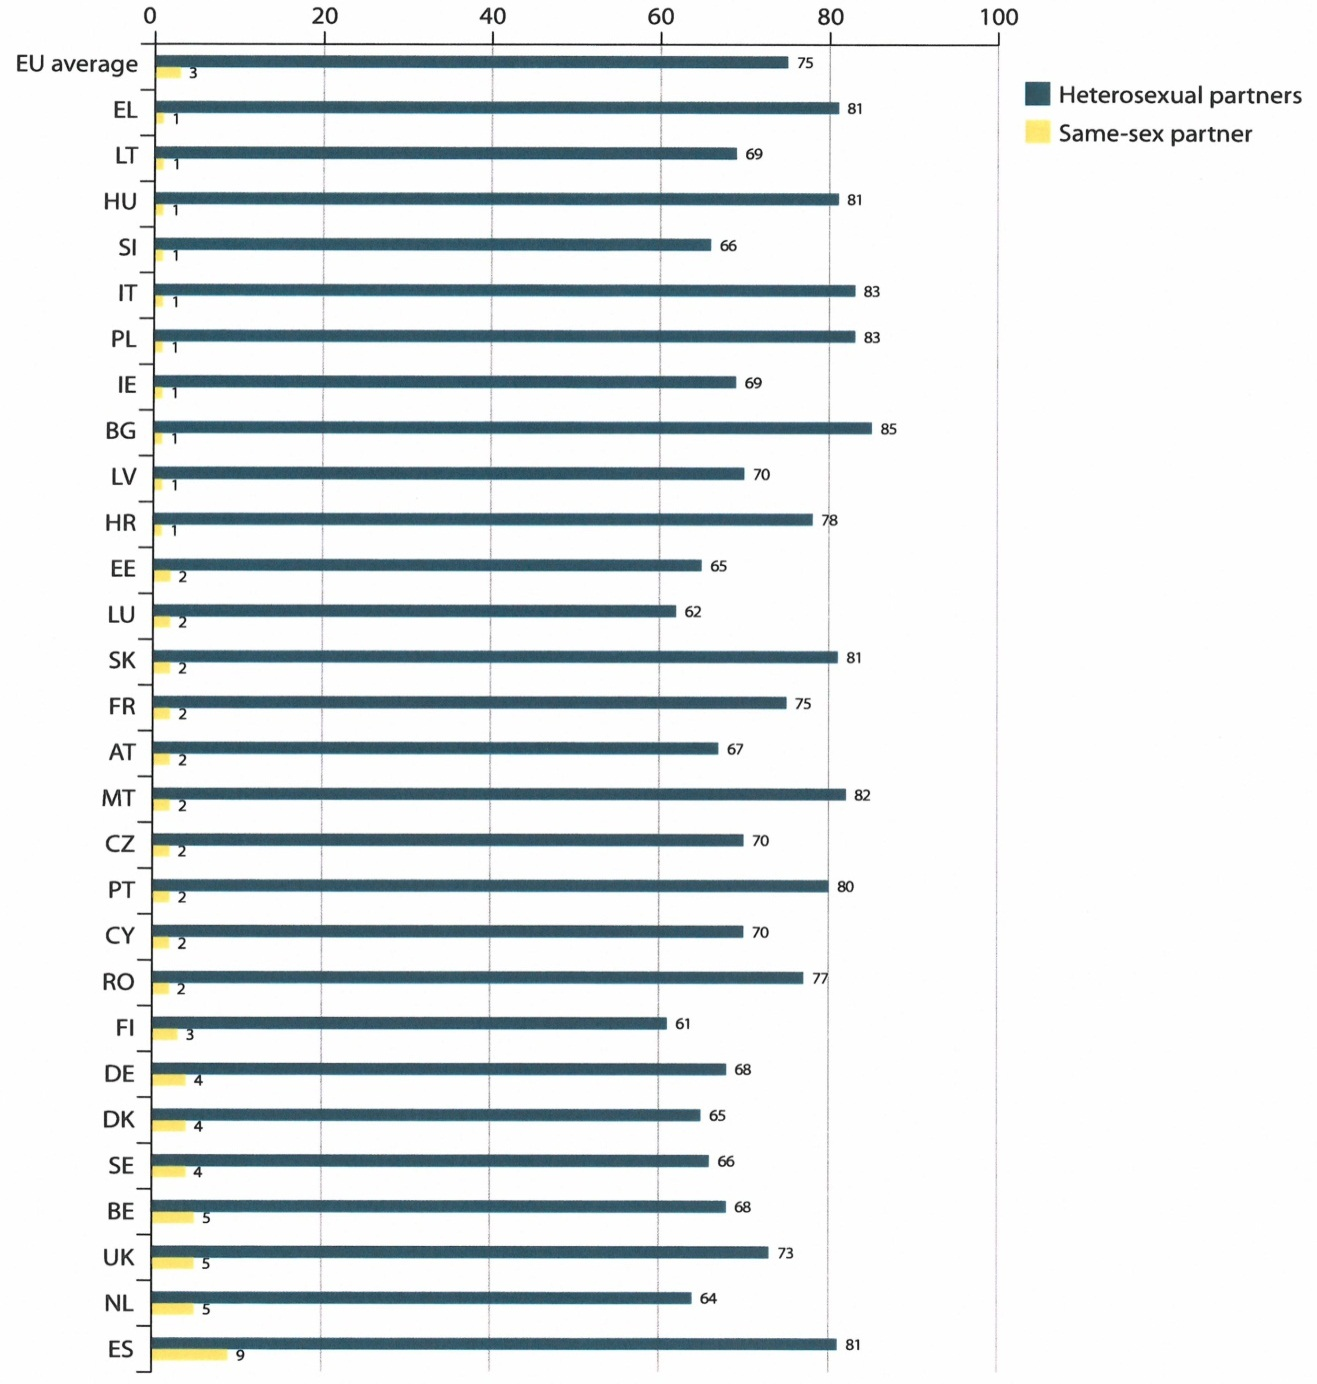 0 20 40 60 80 100
EU average 75
3
EL 81
1
LT 69
1
HU 81
1
SI 66
1
IT 83
1
PL 83
1
IE 69
1
BG 85
1
LV 70
1
HR 78
1
EE 65
2
LU 62
2
SK 81
2
FR 75
2
AT 67
2
MT 82
2
CZ 70
2
PT 80
2
CY 70
2
RO 77
2
FI 61
3
DE 68
4
DK 65
4
SE 66
4
BE 68
5
UK 73
5
NL 64
5
ES 81
9
Heterosexual partners
Same-sex partner